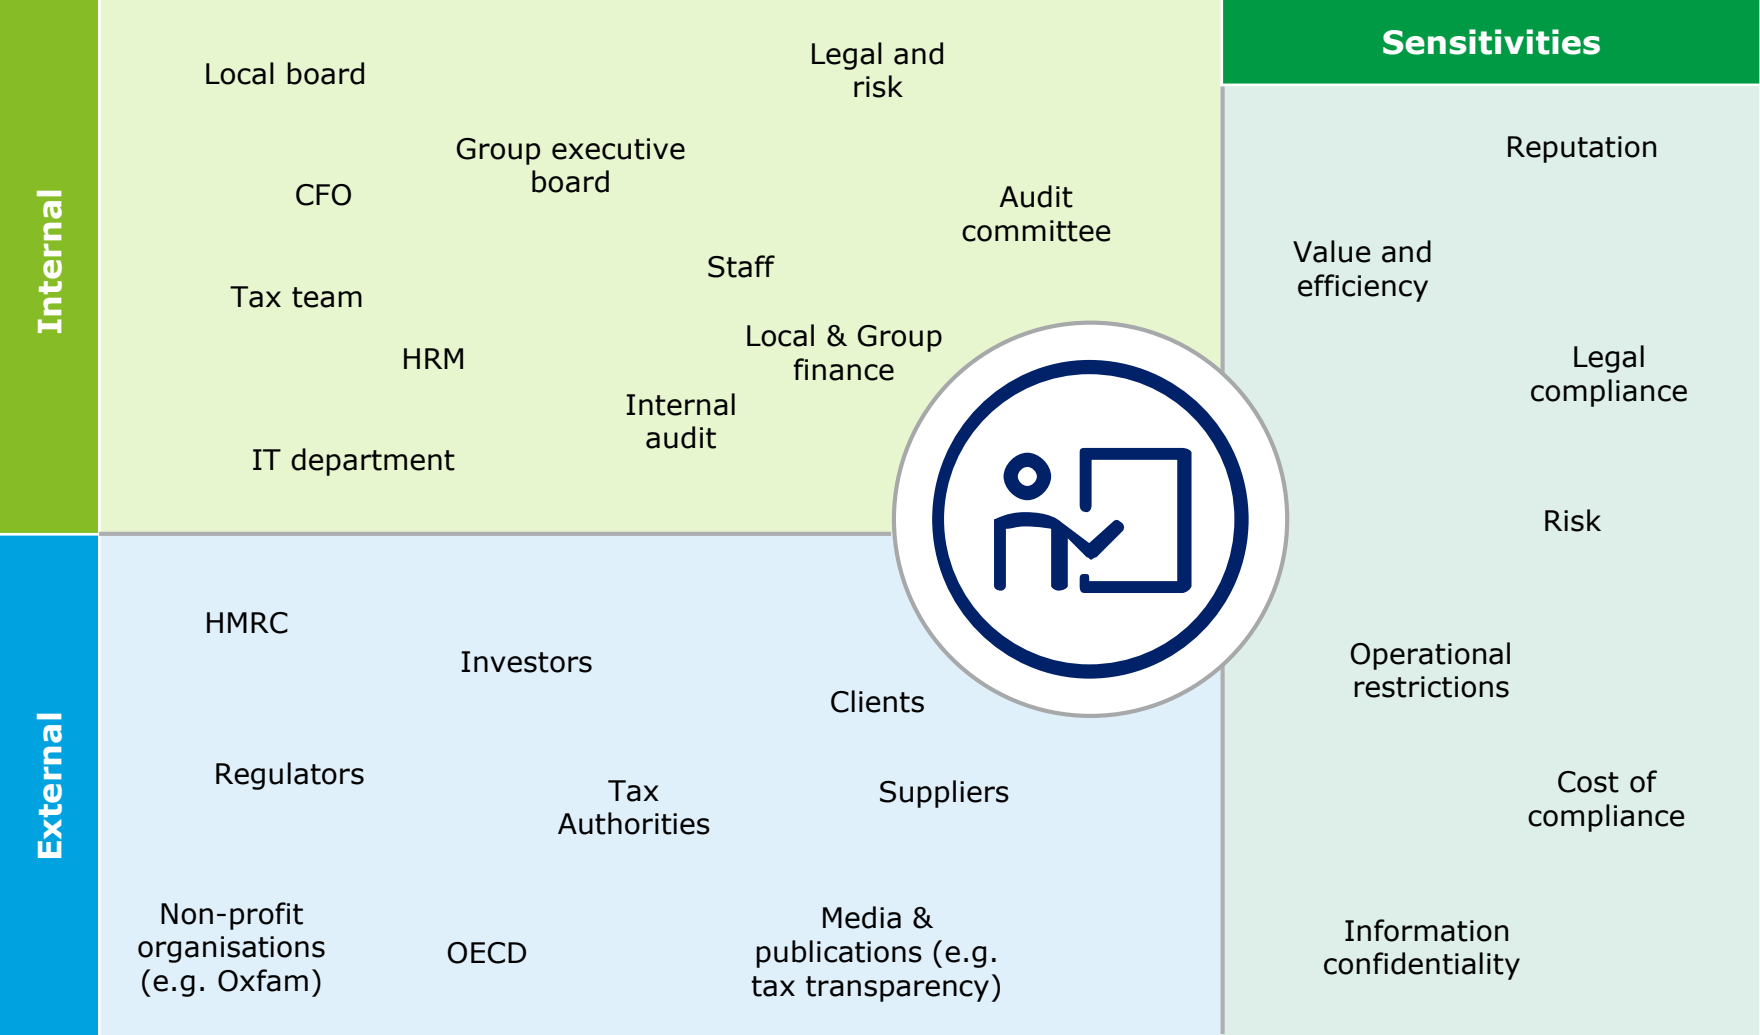 Internal
Local board
Legal and
risk
Group executive
board
CFO
Audit
committee
Staff
Tax team
Local & Group
finance
HRM
Internal
audit
IT department
External
HMRC
Investors
Clients
Regulators
Tax
Authorities
Suppliers
Non-profit
organisations
(e.g. Oxfam)
OECD
Media &
publications (e.g.
tax transparency)
Sensitivities
Reputation
Value and
efficiency
Legal
compliance
Risk
Operational
restrictions
Cost of
compliance
Information
confidentiality